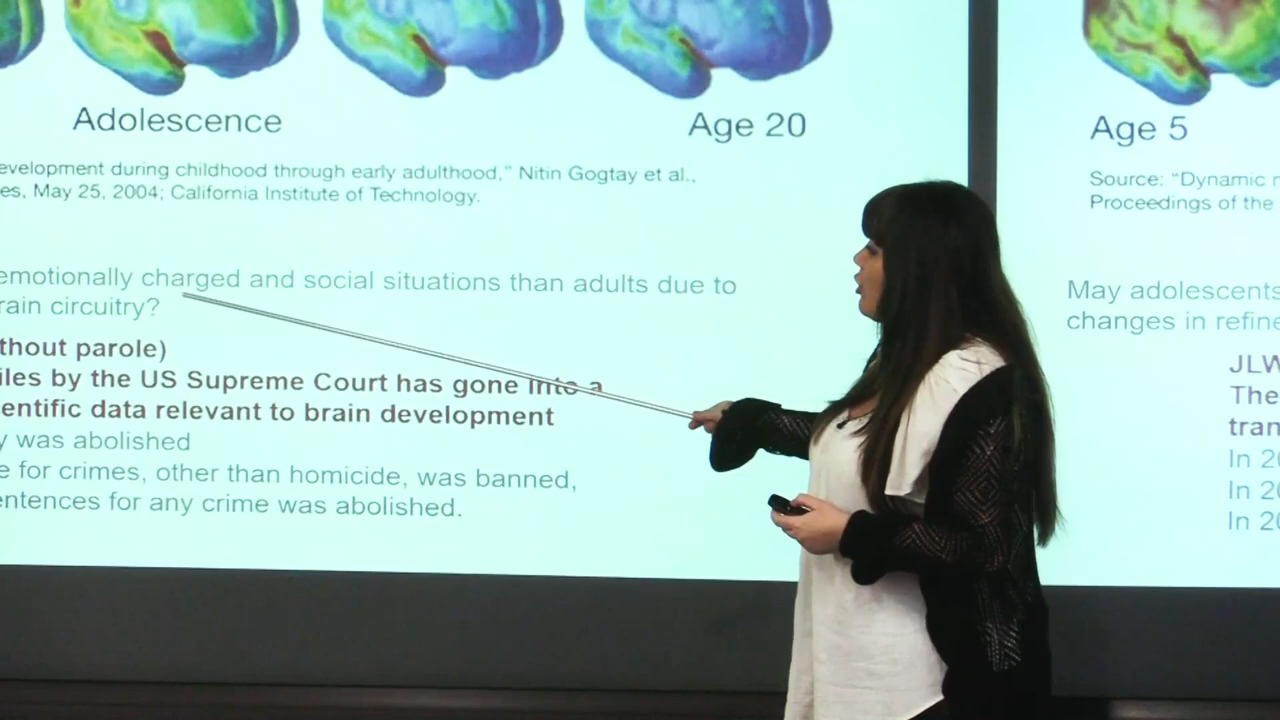 Adolescence
Age 20
evelopment during childhood through early adulthood," Nitin Gogtay et al.,
es, May 25, 2004; California Institute of Technology.
emotionally charged and social situations than adults due to
rain circuitry?
thout parole)
iles by the US Supreme Court has gone into a
entific data relevant to brain development
y was abolished
e for crimes, other than homicide, was banned,
entences for any crime was abolished.
Age 5
Source: "Dynamic
Proceedings of the
May adolescents
changes in refine
JLW
The
tran
In 20
In 20
In 20